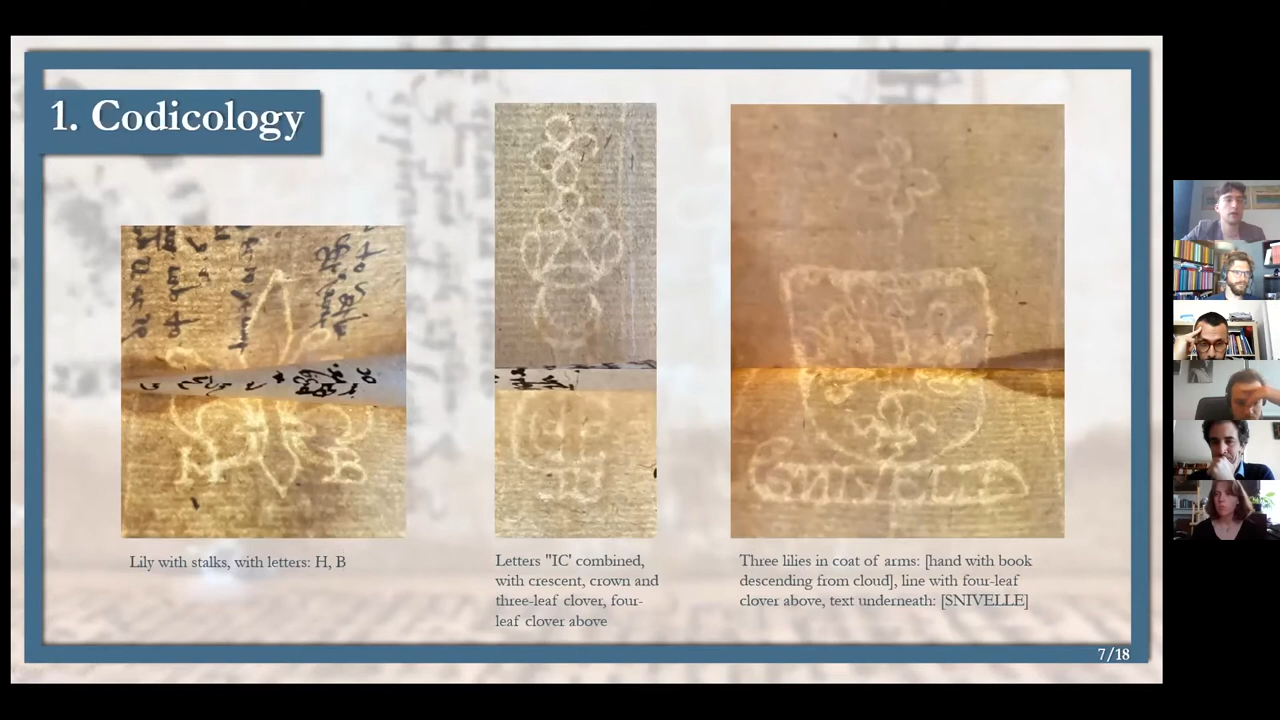 1. Codicology
Lily with stalks, with letters: H, B
Letters "IC' combined,
with crescent, crown and
three-leaf clover, four-
leaf clover above
Three lilies in coat of arms: [hand with book
descending from cloud], line with four-leaf
clover above, text underneath: [SNIVELLE]
H B
7/18